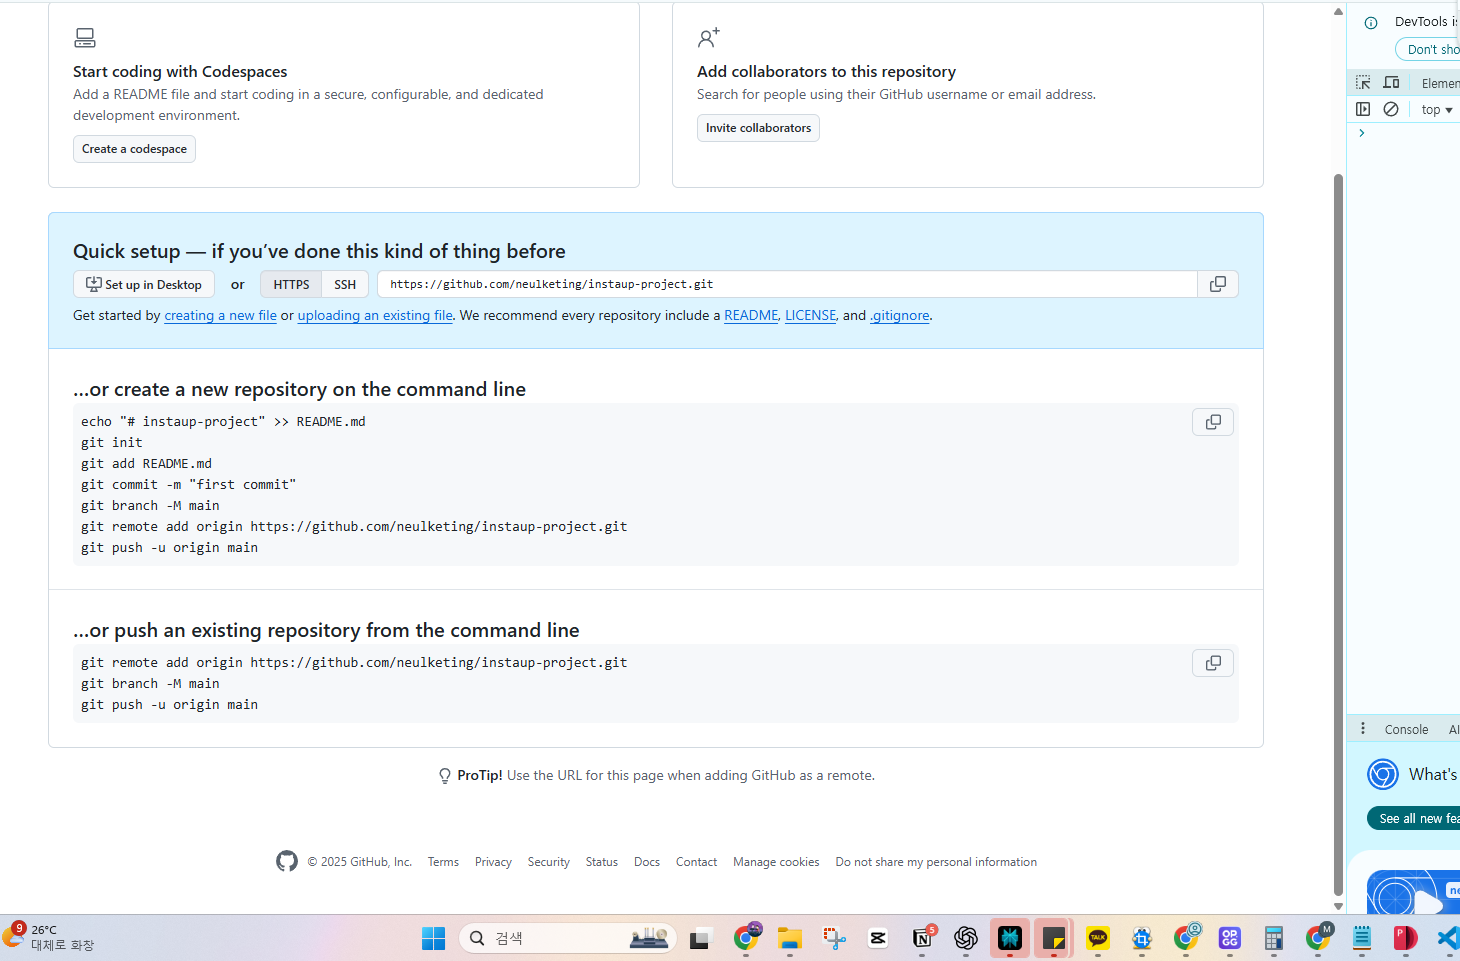 Start coding with Codespaces
Add a README file and start coding in a secure, configurable, and dedicated
development environment.
Create a codespace
Add collaborators to this repository
Search for people using their GitHub username or email address.
Invite collaborators
Quick setup — if you’ve done this kind of thing before
Set up in Desktop or HTTPS SSH https://github.com/neulketing/instaup-project.git
Get started by creating a new file or uploading an existing file. We recommend every repository include a README, LICENSE, and .gitignore.
…or create a new repository on the command line
echo "# instaup-project" >> README.md
git init
git add README.md
git commit -m "first commit"
git branch -M main
git remote add origin https://github.com/neulketing/instaup-project.git
git push -u origin main
…or push an existing repository from the command line
git remote add origin https://github.com/neulketing/instaup-project.git
git branch -M main
git push -u origin main
ProTip! Use the URL for this page when adding GitHub as a remote.
© 2025 GitHub, Inc. Terms Privacy Security Status Docs Contact Manage cookies Do not share my personal information
DevTools is
Don't sho
Elemen
top
Console AI
What's
See all new fea
ne
9
26°C
대체로 화창
검색
N 5
TALK
OP.GG
M
P